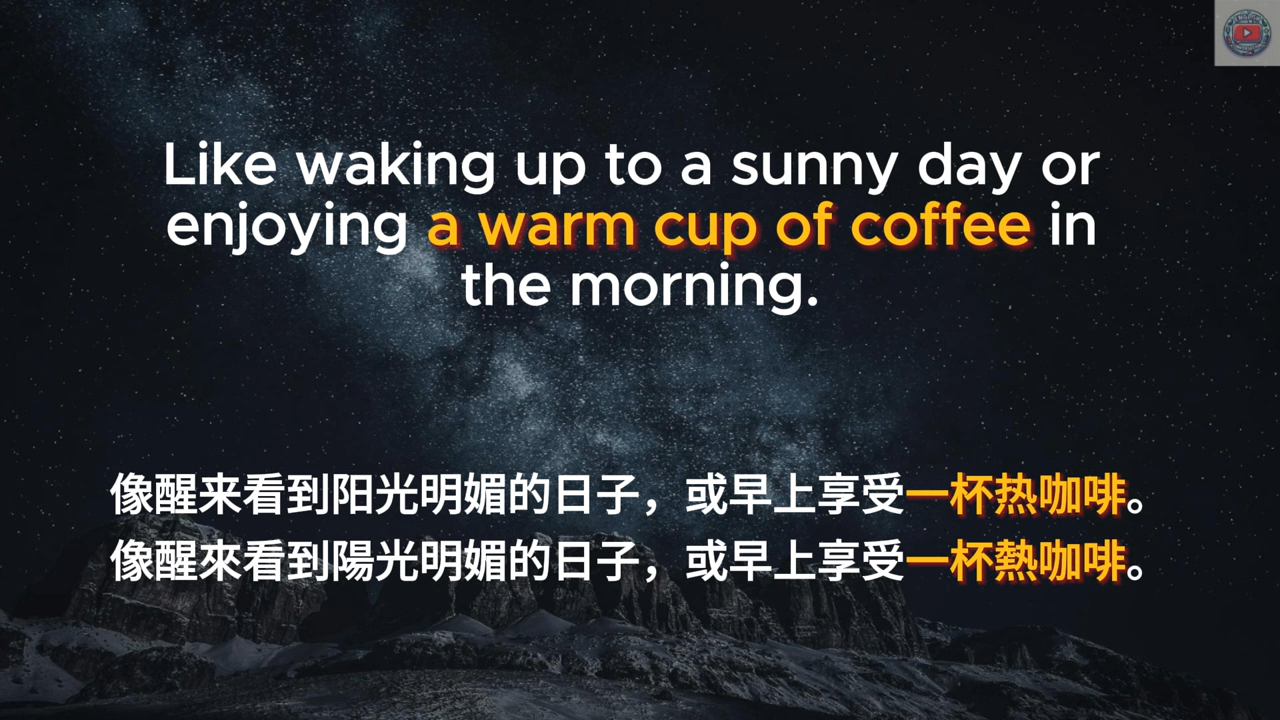 Like waking up to a sunny day or
enjoying a warm cup of coffee in
the morning.
像醒来看到阳光明媚的日子，或早上享受一杯热咖啡。
像醒來看到陽光明媚的日子，或早上享受一杯熱咖啡。